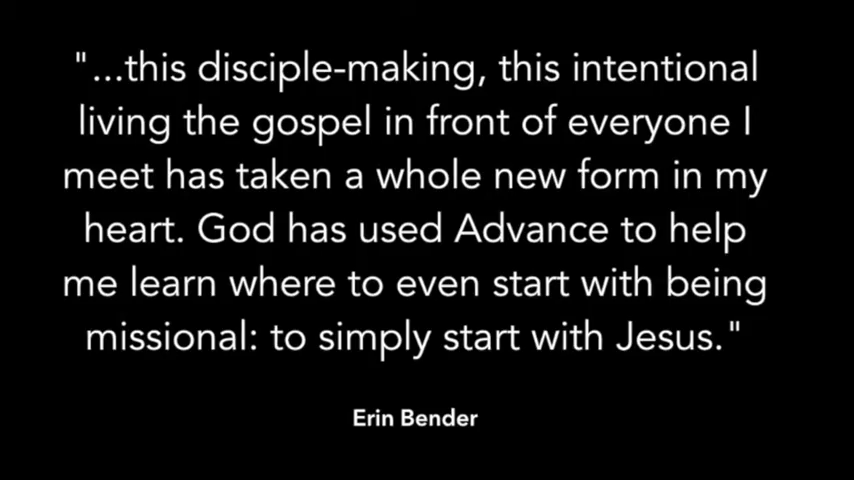 "...this disciple-making, this intentional
living the gospel in front of everyone I
meet has taken a whole new form in my
heart. God has used Advance to help
me learn where to even start with being
missional: to simply start with Jesus."
Erin Bender